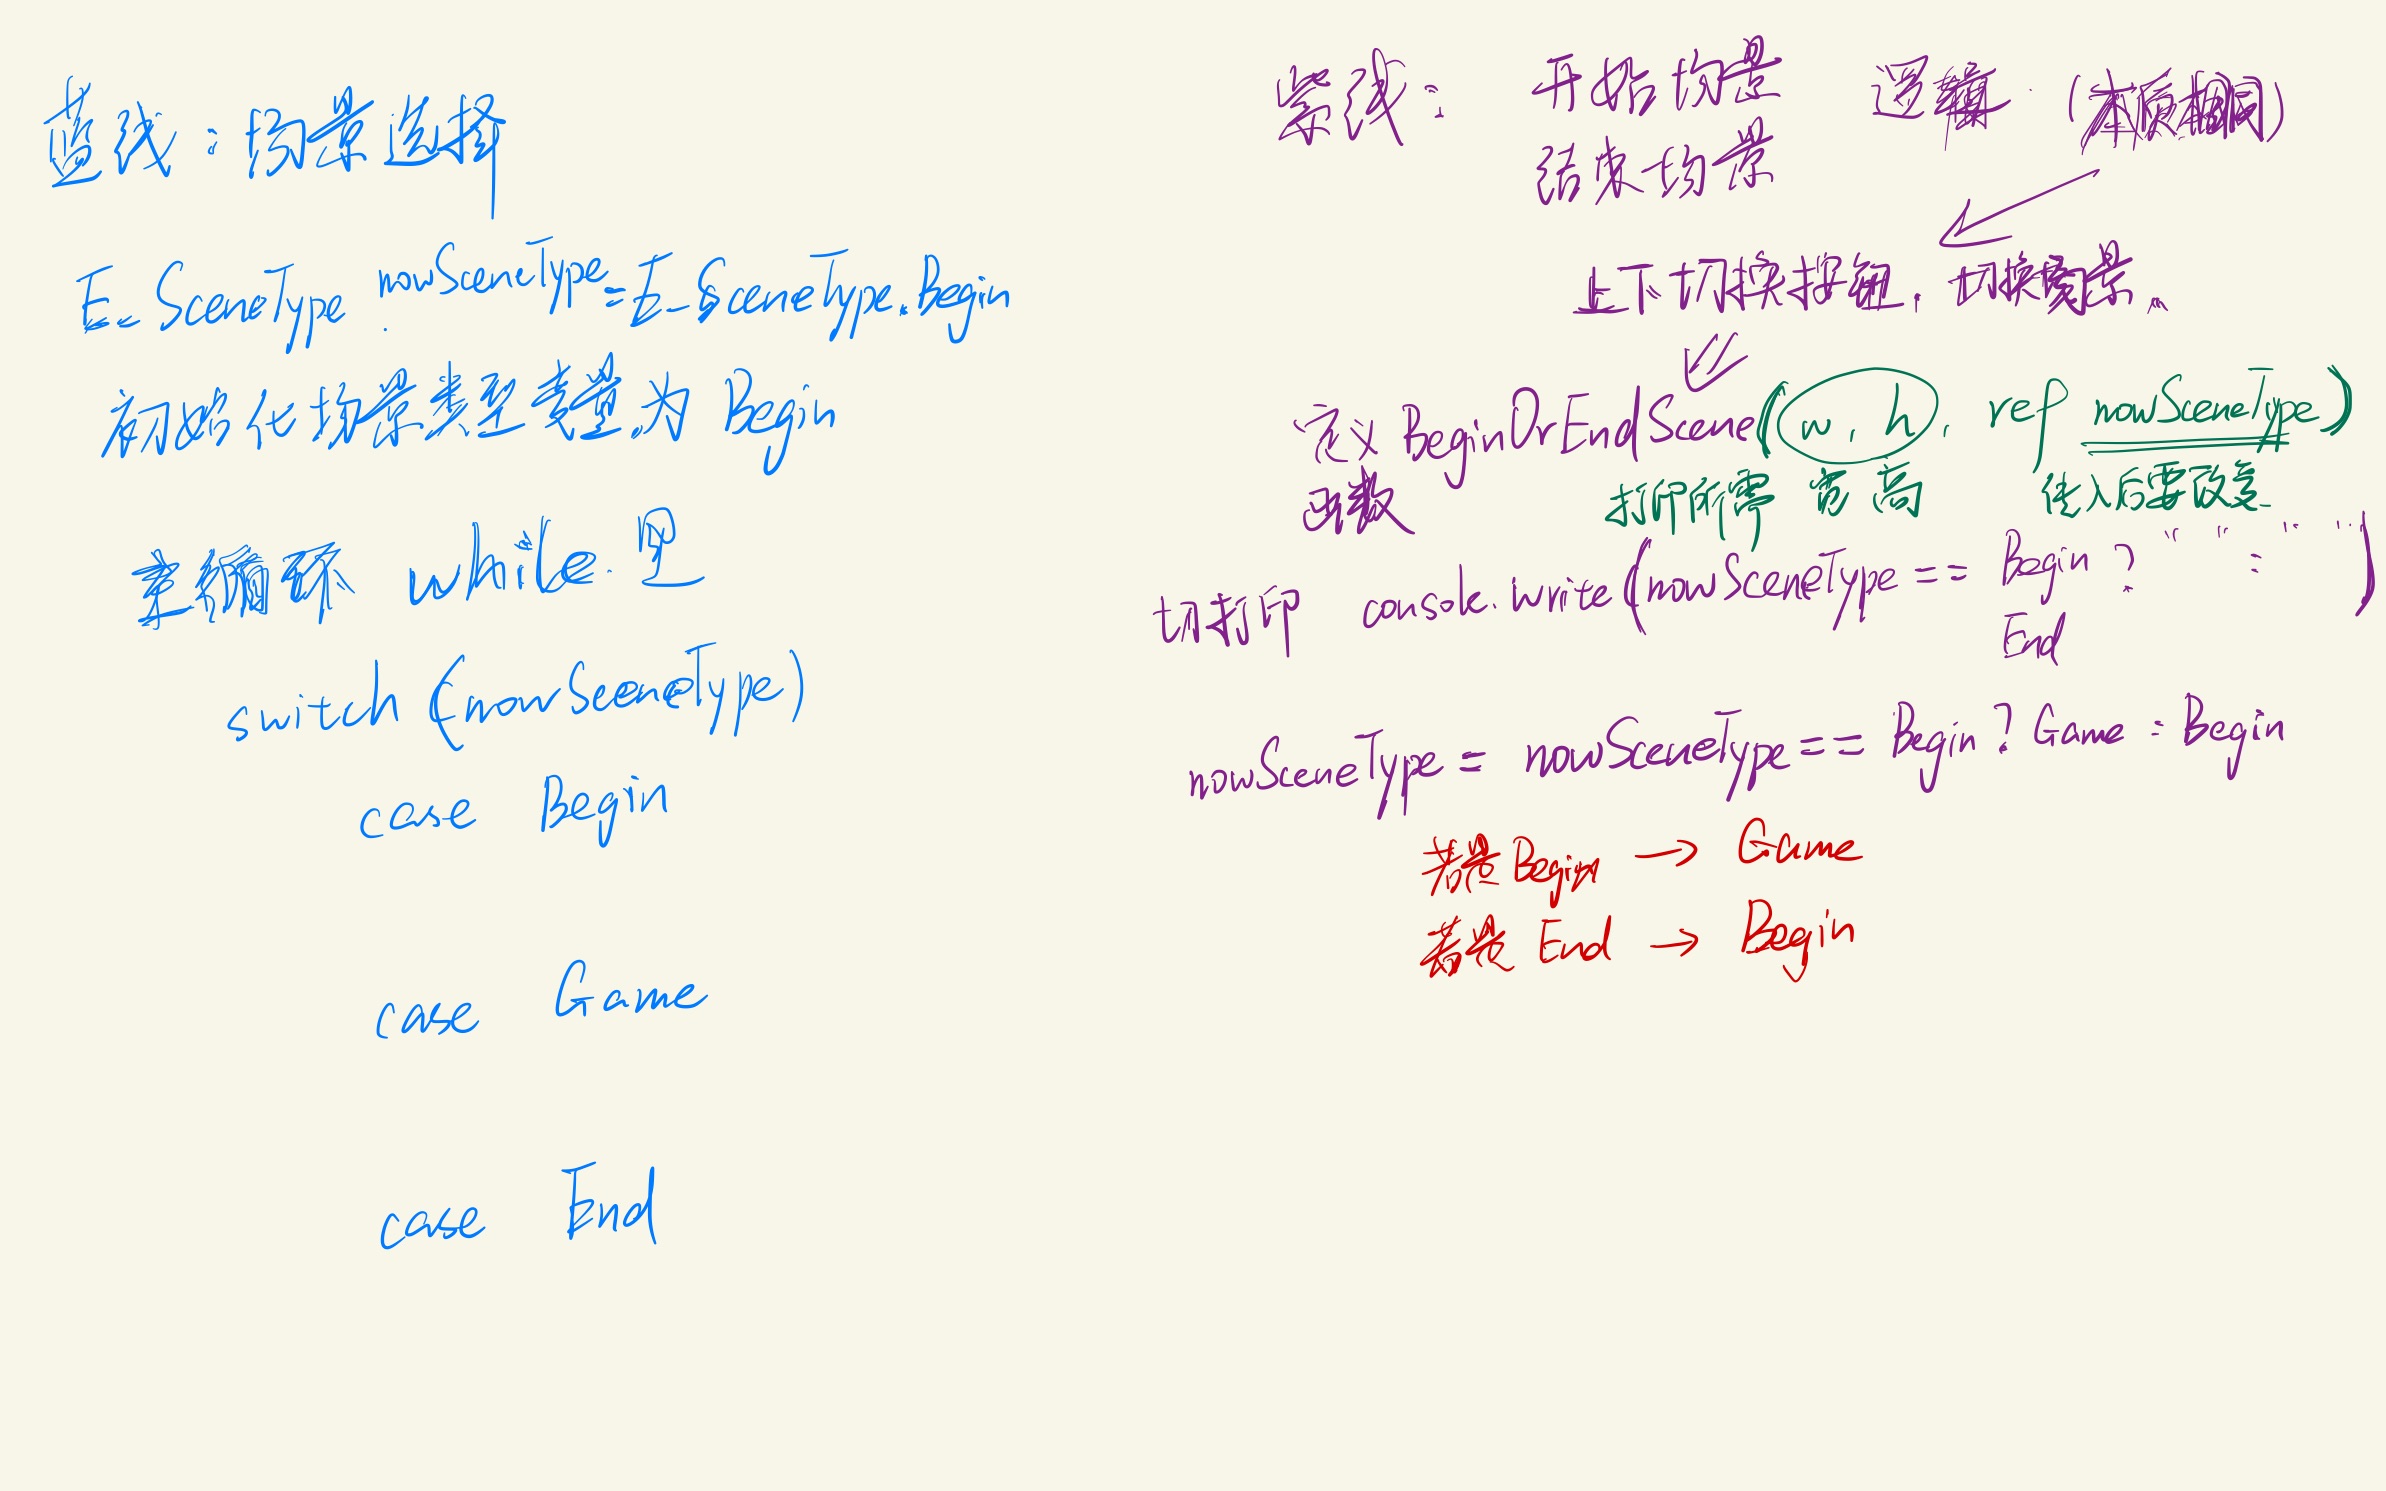 蓝线：场景选择
E_SceneType nowSceneType=E_SceneType.Begin
初始化场景类型变量为 Begin
主循环 while 里
switch (nowSceneType)
case Begin
case Game
case End
紫线： 开始场景 逻辑 (本质相同)
结束场景
上下切换按钮，切换场景。
定义 BeginOrEndScene(w, h, ref nowSceneType)
函数 打印所需 宽 高 传入后要改变
切打印 console.write(nowSceneType == Begin ? " " : " ")
End
nowSceneType = nowSceneType == Begin ? Game : Begin
若是 Begin → Game
若是 End → Begin